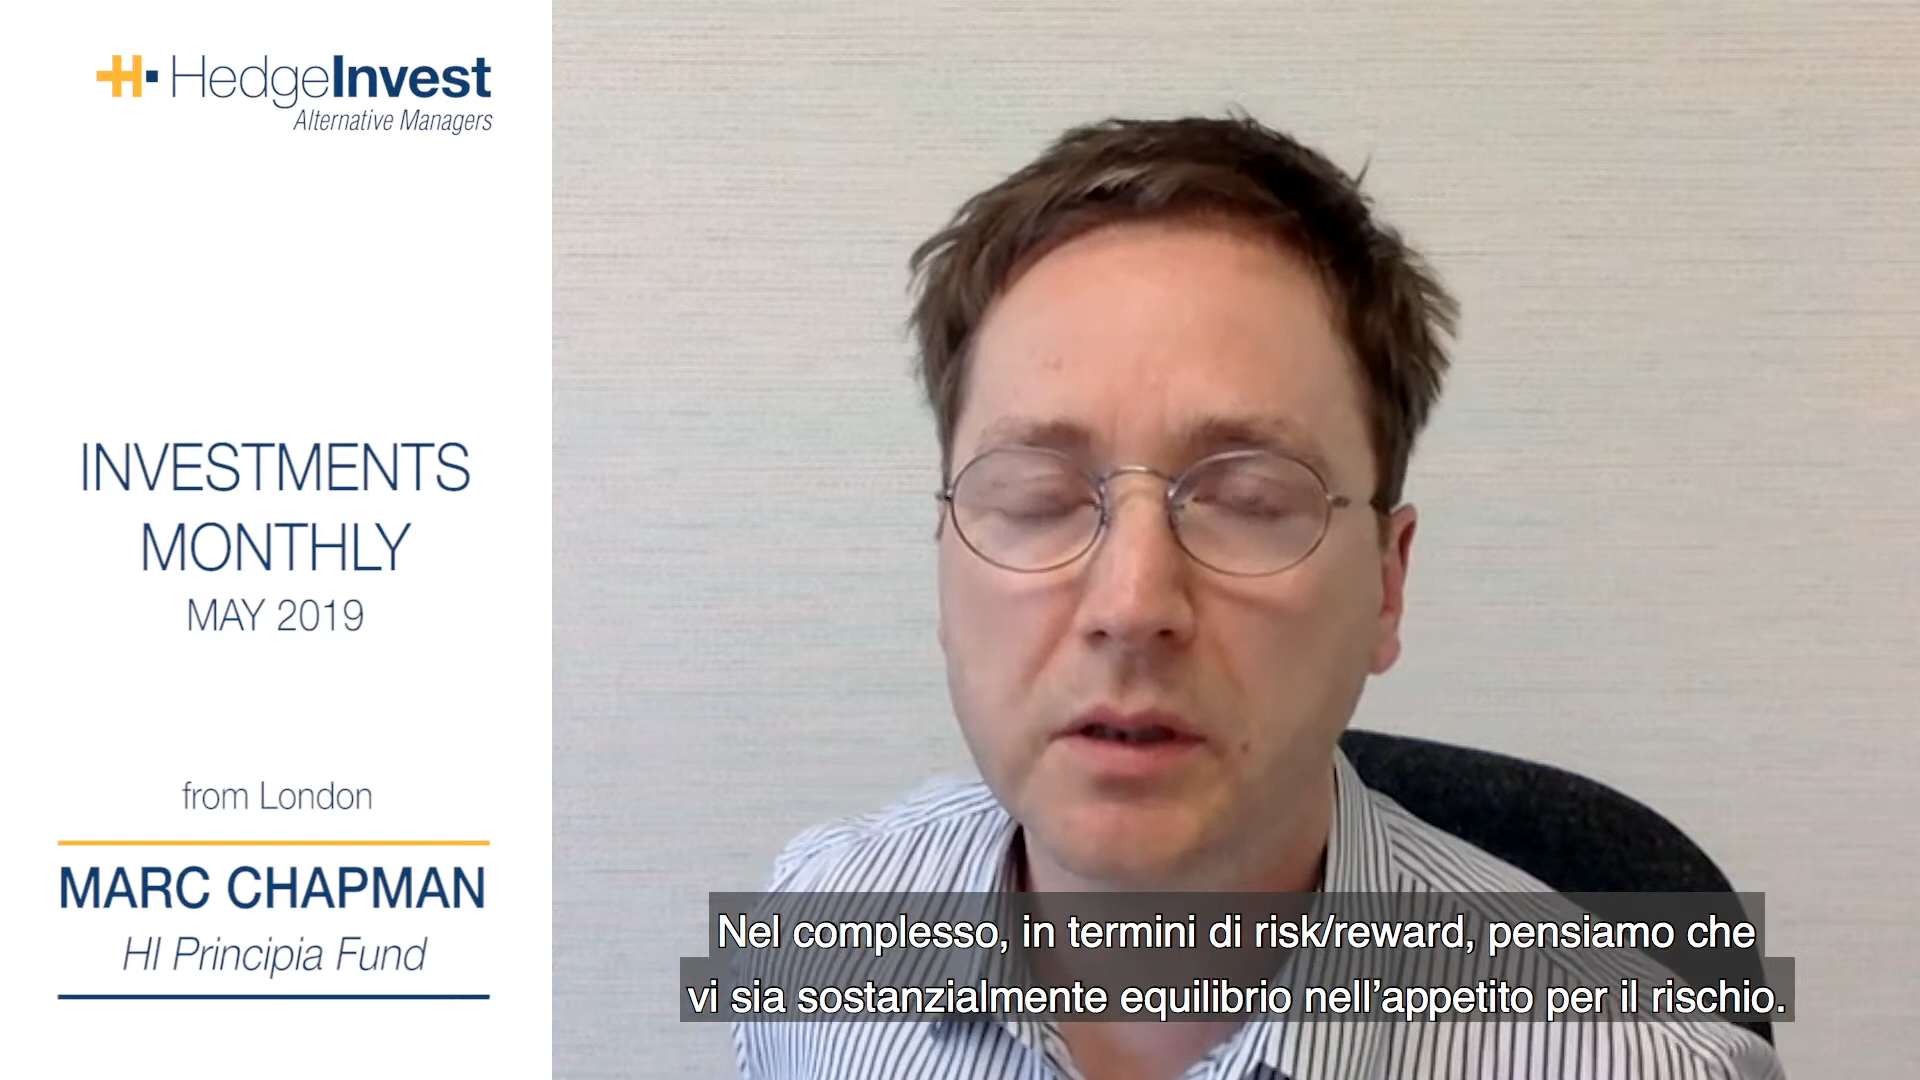 HedgeInvest
Alternative Managers
INVESTMENTS
MONTHLY
MAY 2019
from London
MARC CHAPMAN
HI Principia Fund
Nel complesso, in termini di risk/reward, pensiamo che
vi sia sostanzialmente equilibrio nell’appetito per il rischio.